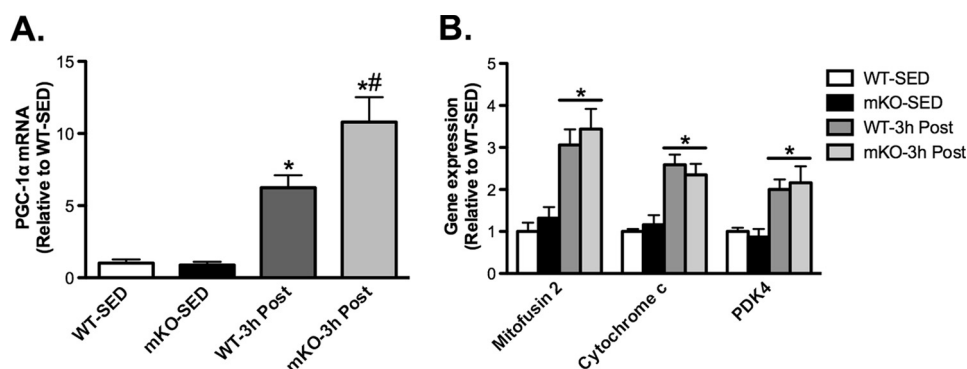 A.
PGC-1α mRNA
(Relative to WT-SED)
15
10
5
0
*
*#
WT-SED
mKO-SED
WT-3h Post
mKO-3h Post
B.
Gene expression
(Relative to WT-SED)
5
4
3
2
1
0
*
*
*
Mitofusin 2
Cytochrome c
PDK4
WT-SED
mKO-SED
WT-3h Post
mKO-3h Post